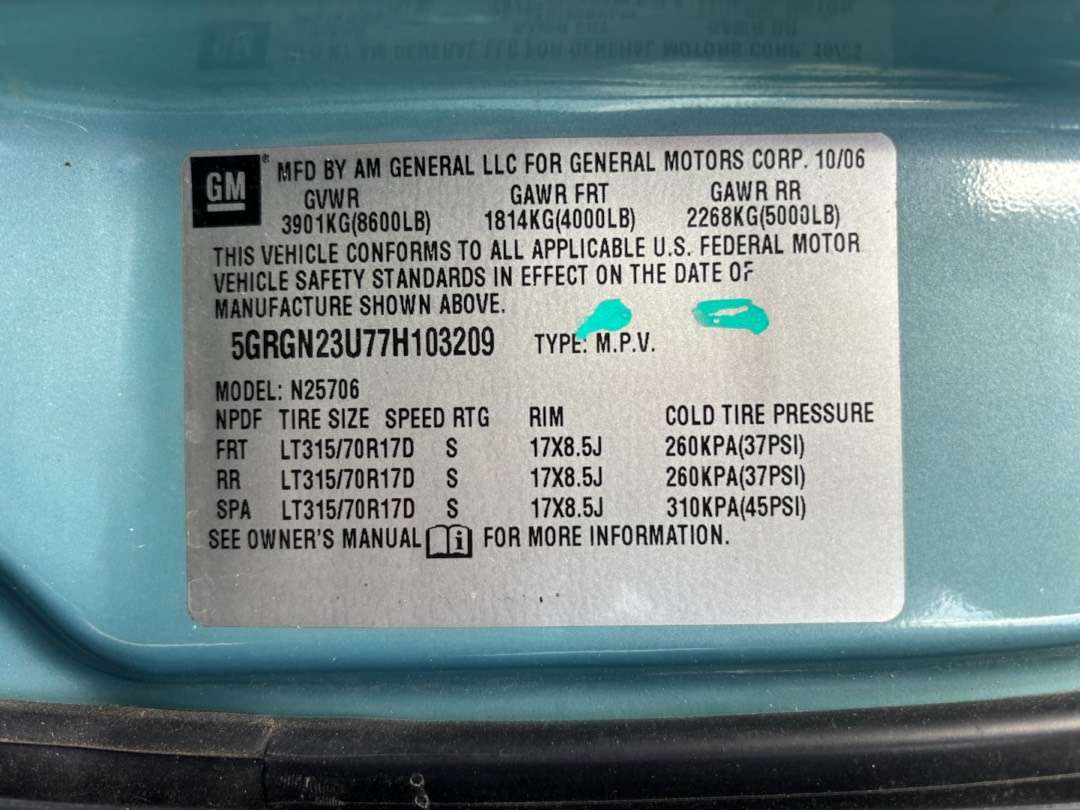 GM ® MFD BY AM GENERAL LLC FOR GENERAL MOTORS CORP. 10/06
GVWR GAWR FRT GAWR RR
3901KG(8600LB) 1814KG(4000LB) 2268KG(5000LB)
THIS VEHICLE CONFORMS TO ALL APPLICABLE U.S. FEDERAL MOTOR
VEHICLE SAFETY STANDARDS IN EFFECT ON THE DATE OF
MANUFACTURE SHOWN ABOVE.
5GRGN23U77H103209 TYPE: M.P.V.
MODEL: N25706
NPDF TIRE SIZE SPEED RTG RIM COLD TIRE PRESSURE
FRT LT315/70R17D S 17X8.5J 260KPA(37PSI)
RR LT315/70R17D S 17X8.5J 260KPA(37PSI)
SPA LT315/70R17D S 17X8.5J 310KPA(45PSI)
SEE OWNER'S MANUAL i FOR MORE INFORMATION.